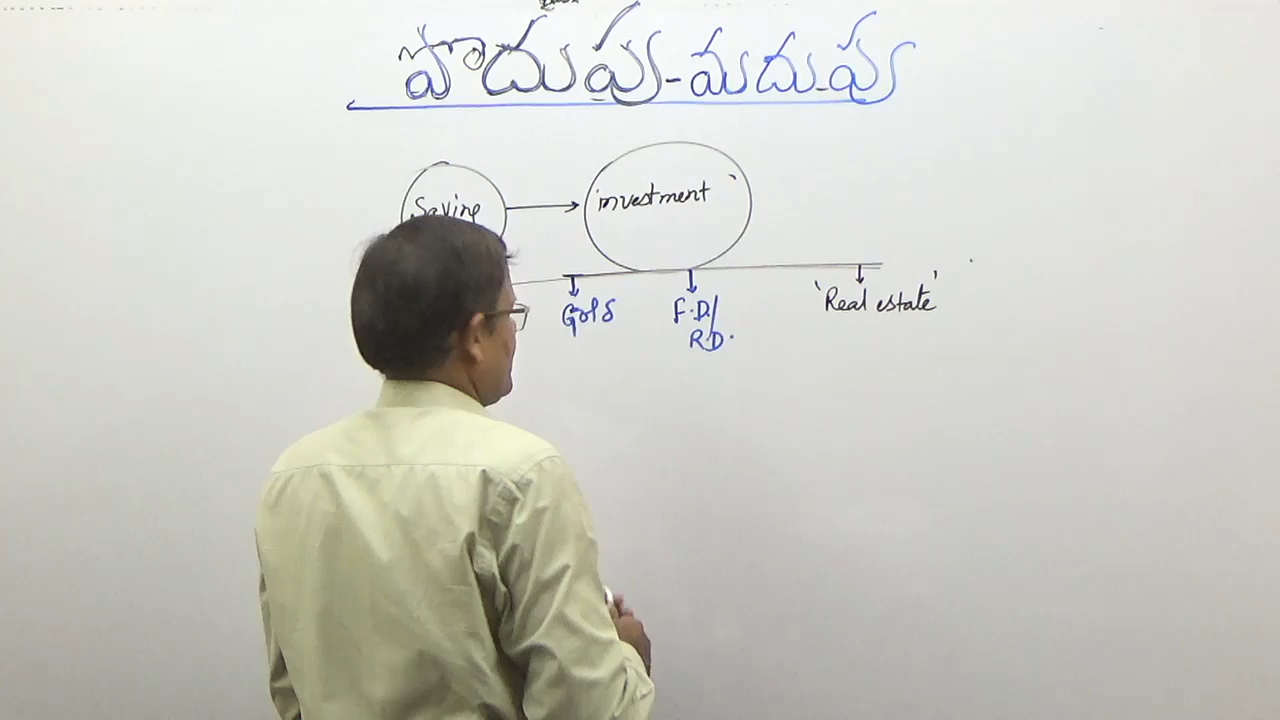 పొదుపు-మదుపు
Saving
investment
Gold
F.D./
R.D.
'Real estate'